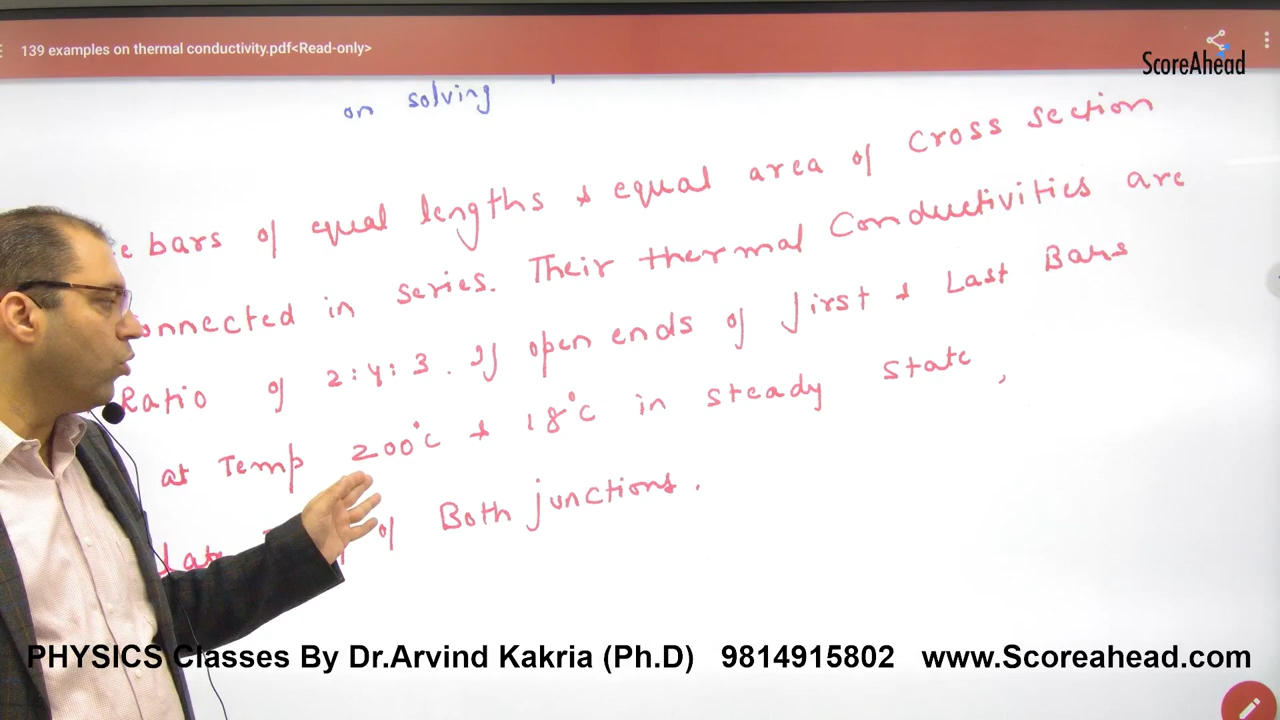 139 examples on thermal conductivity.pdf<Read-only>
ScoreAhead
on solving
e bars of equal lengths & equal area of cross section
onnected in series. Their thermal conductivities are
Ratio of 2:4:3. If open ends of first & Last Bars
at Temp 200°C & 18°C in steady state,
of Both junctions.
PHYSICS Classes By Dr.Arvind Kakria (Ph.D) 9814915802 www.Scoreahead.com